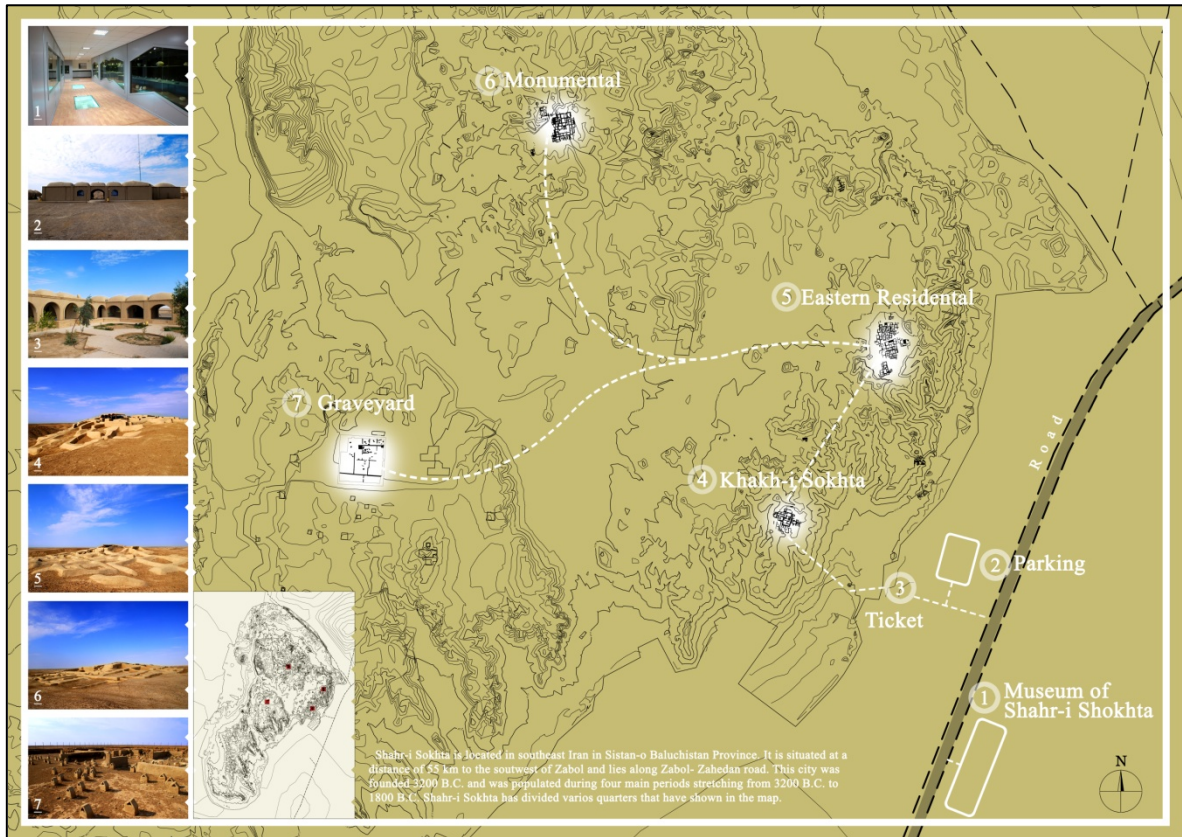 1
2
3
4
5
6
7
6 Monumental
5 Eastern Residental
7 Graveyard
4 Khakh-i Sokhta
Road
2 Parking
3
Ticket
1 Museum of
Shahr-i Shokhta
N
Shahr-i Sokhta is located in southeast Iran in Sistan-o Baluchistan Province. It is situated at a
distance of 55 km to the southwest of Zabol and lies along Zabol- Zahedan road. This city was
founded 3200 B.C. and was pupulated during four main periods stretching from 3200 B.C. to
1800 B.C. Shahr-i Sokhta has divided varios quarters that have shown in the map.